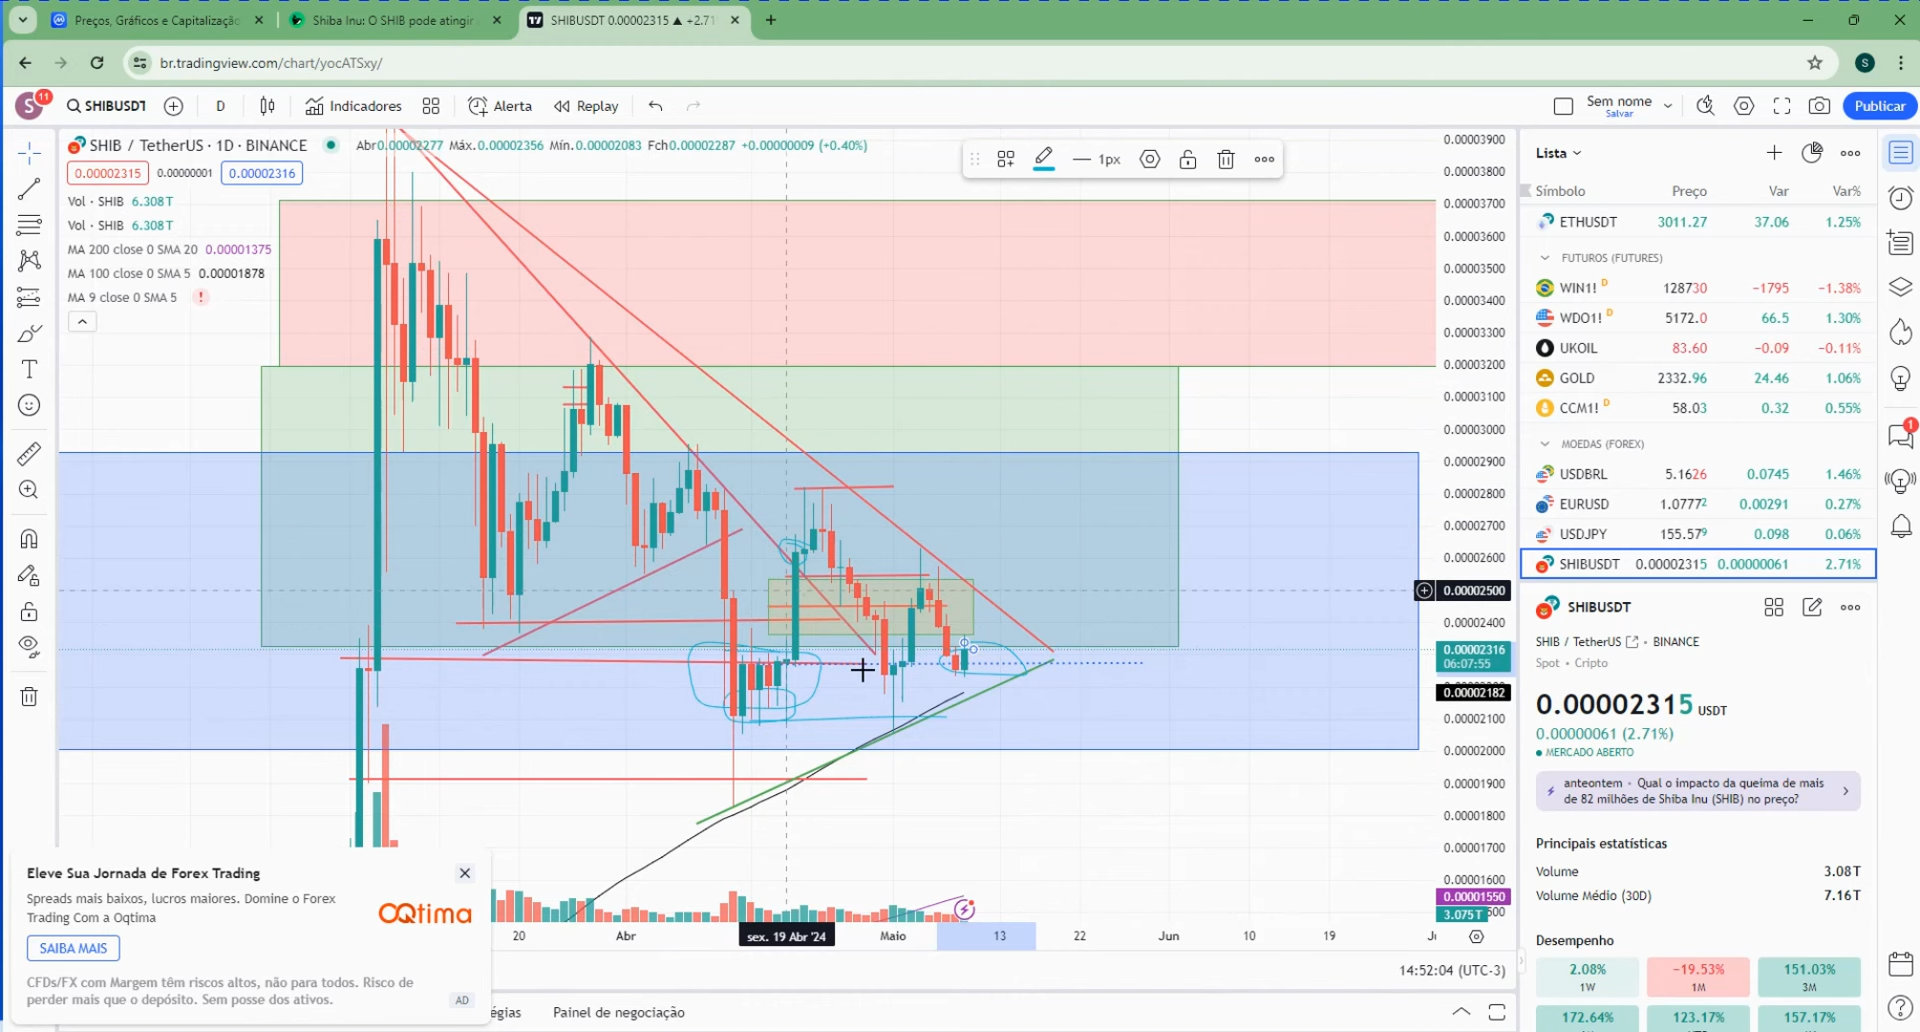 Preços, Gráficos e Capitalização
Shiba Inu: O SHIB pode atingir
SHIBUSDT 0.00002315 ▲ +2.71
br.tradingview.com/chart/yocATSxy/
S
11
SHIBUSDT
D
Indicadores
Alerta
Replay
Sem nome
Salvar
Publicar
SHIB / TetherUS · 1D · BINANCE
Abr0.00002277 Máx.0.00002356 Mín.0.00002083 Fch0.00002287 +0.00000009 (+0.40%)
0.00002315 0.00000001 0.00002316
Vol · SHIB 6.308T
Vol · SHIB 6.308T
MA 200 close 0 SMA 20 0.00001375
MA 100 close 0 SMA 5 0.00001878
MA 9 close 0 SMA 5
1px
0.00003900
0.00003800
0.00003700
0.00003600
0.00003500
0.00003400
0.00003300
0.00003200
0.00003100
0.00003000
0.00002900
0.00002800
0.00002700
0.00002600
0.00002500
0.00002400
0.00002316
06:07:55
0.00002182
0.00002100
0.00002000
0.00001900
0.00001800
0.00001700
0.00001600
0.00001550
3.075T
20
Abr
sex. 19 Abr '24
Maio
13
22
Jun
10
19
14:52:04 (UTC-3)
Painel de negociação
Eleve Sua Jornada de Forex Trading
Spreads mais baixos, lucros maiores. Domine o Forex
Trading Com a Oqtima
OQtima
SAIBA MAIS
CFDs/FX com Margem têm riscos altos, não para todos. Risco de
perder mais que o depósito. Sem posse dos ativos.
AD
Lista
Símbolo Preço Var Var%
ETHUSDT 3011.27 37.06 1.25%
FUTUROS (FUTURES)
WIN1! D 128730 −1795 −1.38%
WDO1! D 5172.0 66.5 1.30%
UKOIL 83.60 −0.09 −0.11%
GOLD 2332.96 24.46 1.06%
CCM1! D 58.03 0.32 0.55%
MOEDAS (FOREX)
USDBRL 5.1626 0.0745 1.46%
EURUSD 1.07772 0.00291 0.27%
USDJPY 155.579 0.098 0.06%
SHIBUSDT 0.00002315 0.00000061 2.71%
SHIBUSDT
SHIB / TetherUS · BINANCE
Spot · Cripto
0.00002315 USDT
0.00000061 (2.71%)
MERCADO ABERTO
anteontem · Qual o impacto da queima de mais
de 82 milhões de Shiba Inu (SHIB) no preço?
Principais estatísticas
Volume 3.08T
Volume Médio (30D) 7.16T
Desempenho
2.08% −19.53% 151.03%
1W 1M 3M
172.64% 123.17% 157.17%
1